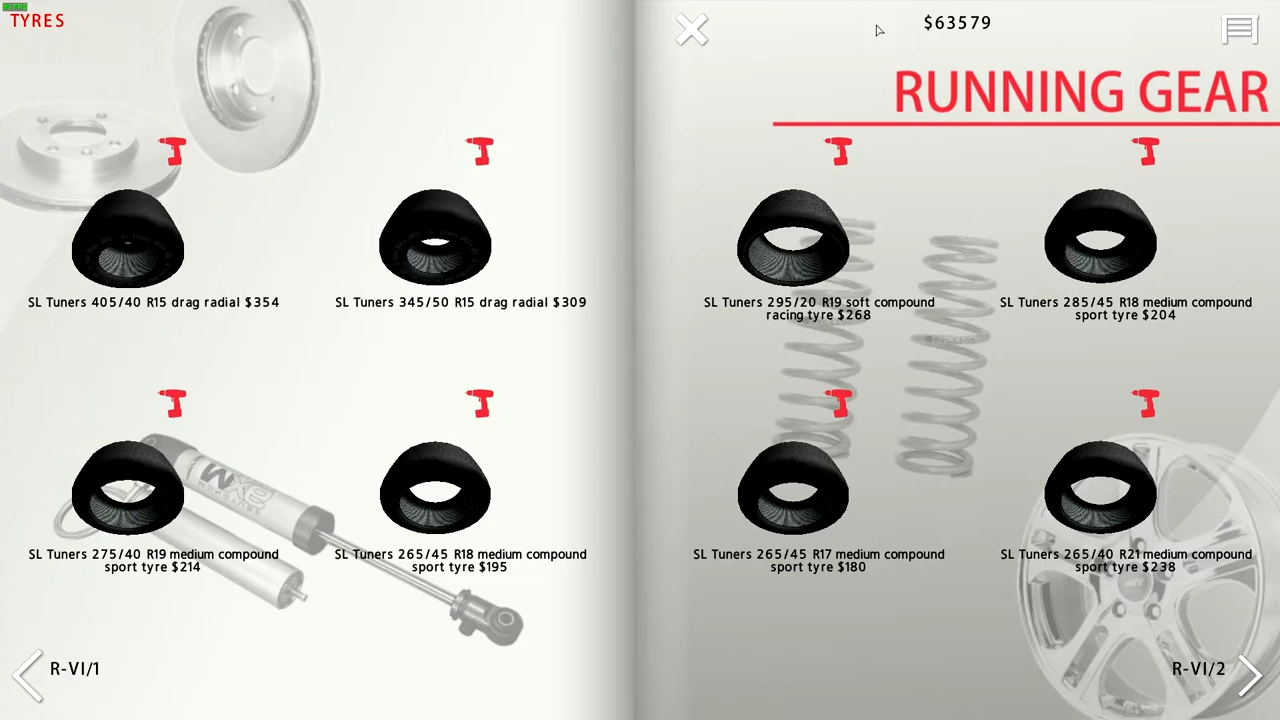 TYRES
$63579
RUNNING GEAR
SL Tuners 405/40 R15 drag radial $354
SL Tuners 345/50 R15 drag radial $309
SL Tuners 295/20 R19 soft compound
racing tyre $268
SL Tuners 285/45 R18 medium compound
sport tyre $204
SL Tuners 275/40 R19 medium compound
sport tyre $214
SL Tuners 265/45 R18 medium compound
sport tyre $195
SL Tuners 265/45 R17 medium compound
sport tyre $180
SL Tuners 265/40 R21 medium compound
sport tyre $238
R-VI/1
R-VI/2